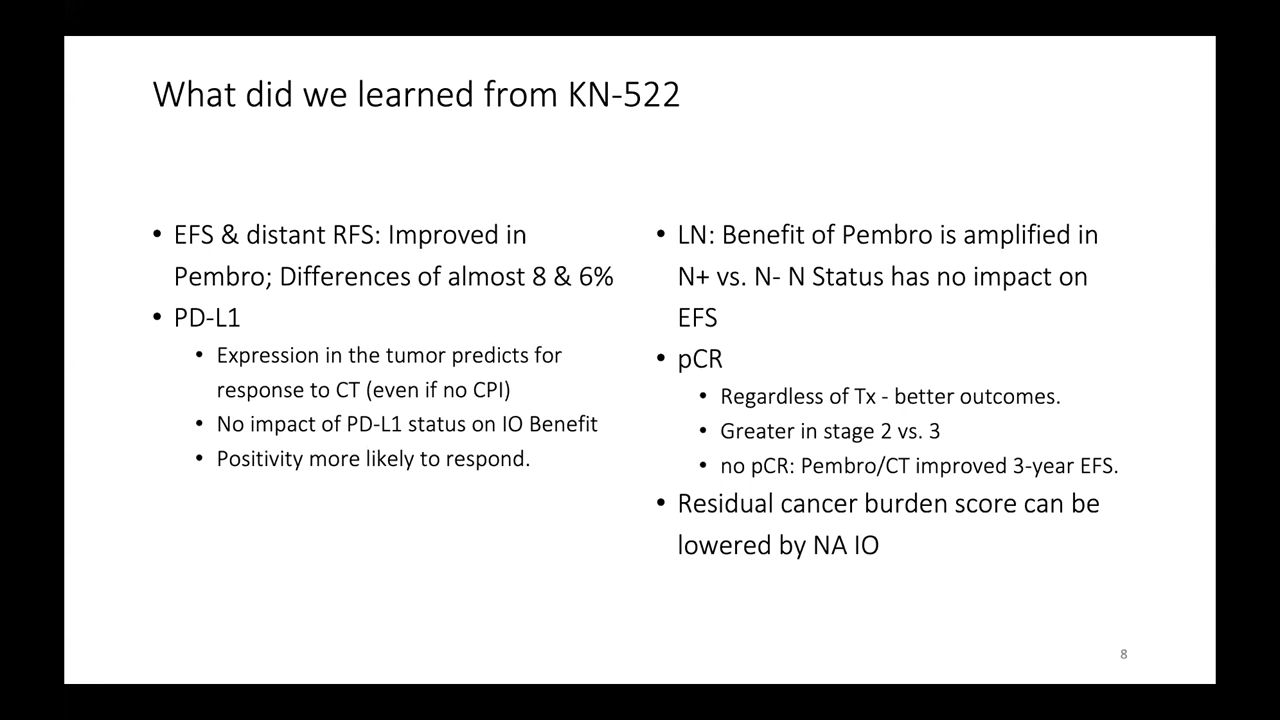 What did we learned from KN-522
• EFS & distant RFS: Improved in
Pembro; Differences of almost 8 & 6%
• PD-L1
• Expression in the tumor predicts for
response to CT (even if no CPI)
• No impact of PD-L1 status on IO Benefit
• Positivity more likely to respond.
• LN: Benefit of Pembro is amplified in
N+ vs. N- N Status has no impact on
EFS
• pCR
• Regardless of Tx - better outcomes.
• Greater in stage 2 vs. 3
• no pCR: Pembro/CT improved 3-year EFS.
• Residual cancer burden score can be
lowered by NA IO
8